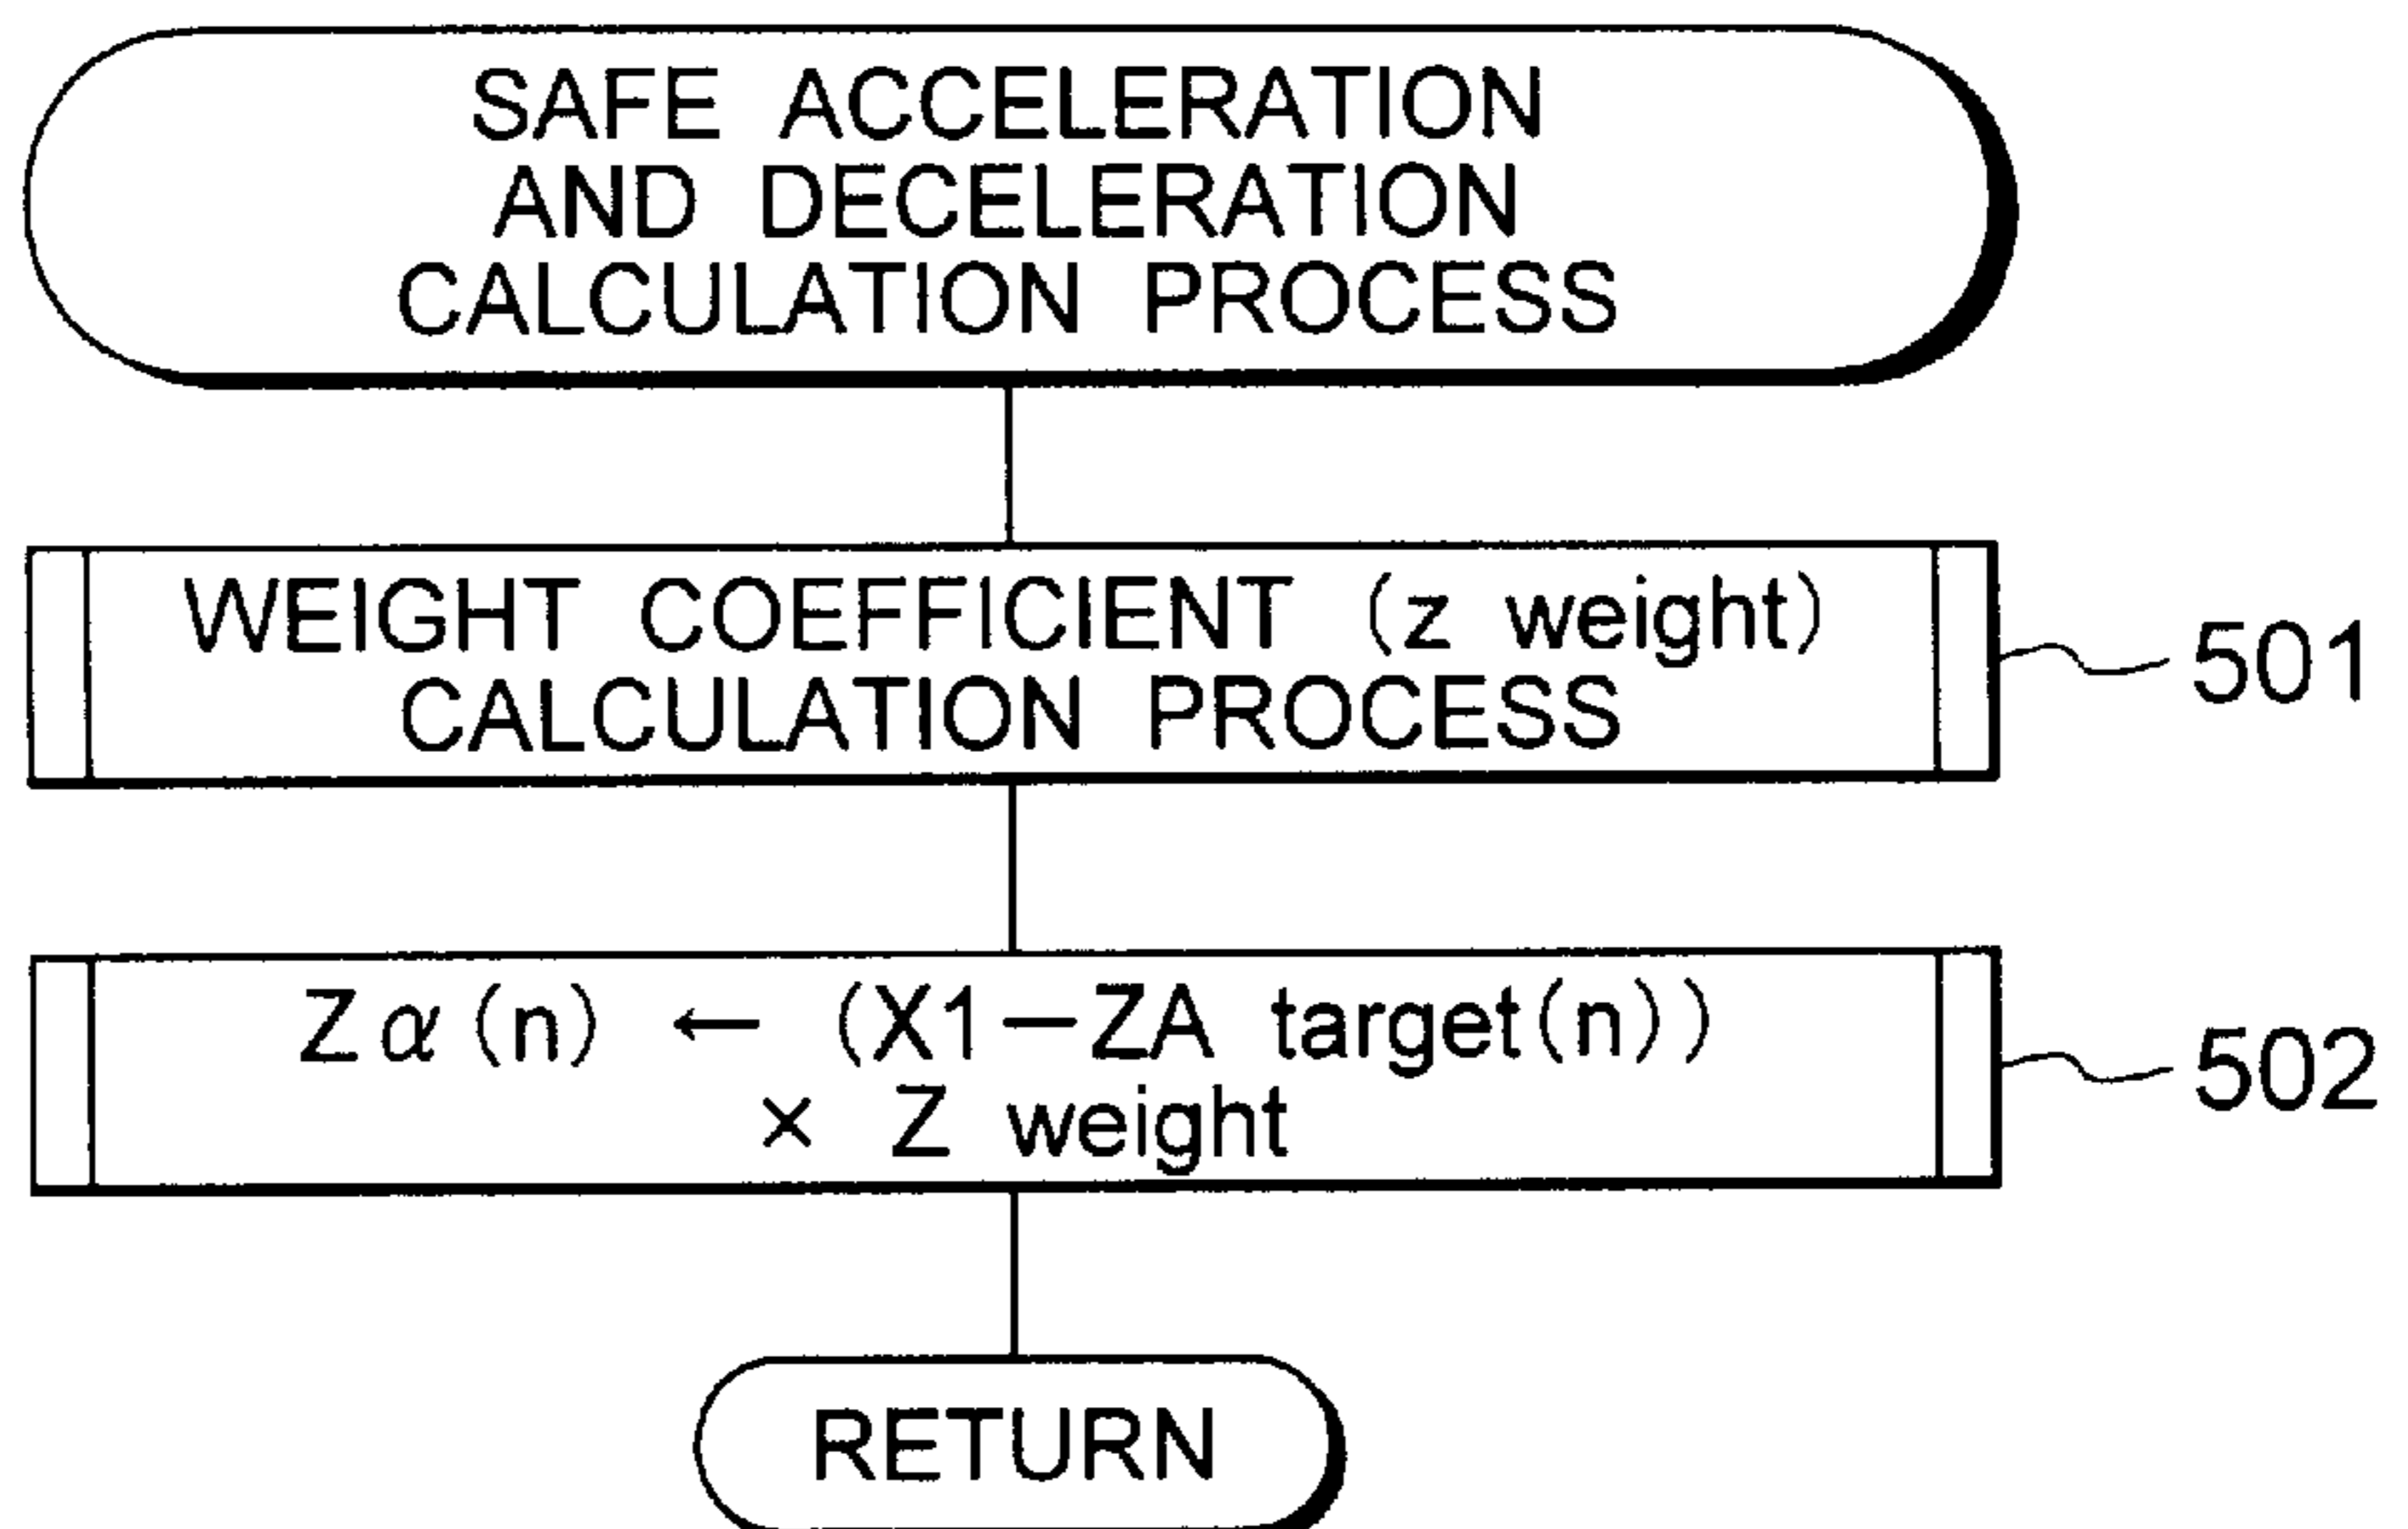 SAFE ACCELERATION
AND DECELERATION
CALCULATION PROCESS
WEIGHT COEFFICIENT (z weight)
CALCULATION PROCESS
501
Zα(n) ← (X1−ZA target(n))
× Z weight
502
RETURN